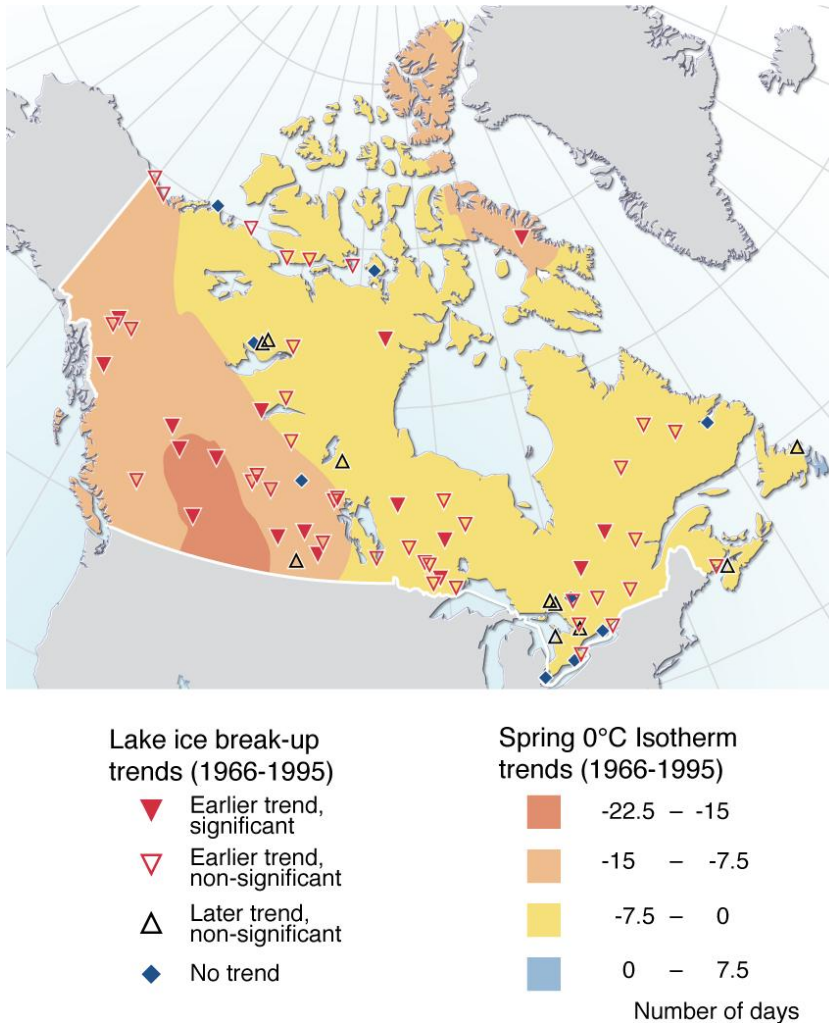 Lake ice break-up
trends (1966-1995)
Earlier trend,
significant
Earlier trend,
non-significant
Later trend,
non-significant
No trend
Spring 0°C Isotherm
trends (1966-1995)
-22.5 – -15
-15 – -7.5
-7.5 – 0
0 – 7.5
Number of days